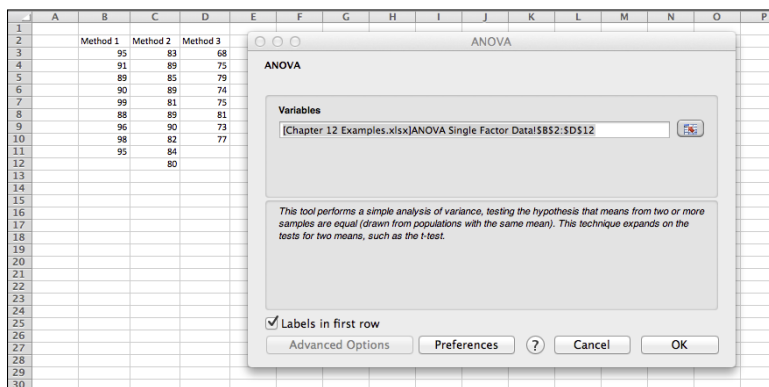 A B C D E F G H I J K L M N O P
1
2 Method 1 Method 2 Method 3
3 95 83 68
4 91 89 75
5 89 85 79
6 90 89 74
7 99 81 75
8 88 89 81
9 96 90 73
10 98 82 77
11 95 84
12 80
13
14
15
16
17
18
19
20
21
22
23
24
25
26
27
28
29
30
ANOVA
ANOVA
Variables
[Chapter 12 Examples.xlsx]ANOVA Single Factor Data!$B$2:$D$12
This tool performs a simple analysis of variance, testing the hypothesis that means from two or more
samples are equal (drawn from populations with the same mean). This technique expands on the
tests for two means, such as the t-test.
Labels in first row
Advanced Options Preferences ? Cancel OK